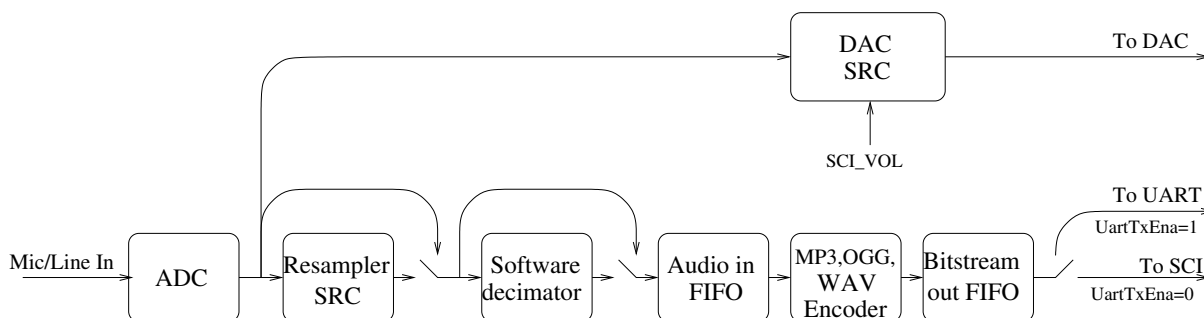 DAC
SRC
To DAC
SCI_VOL
To UART
UartTxEna=1
Mic/Line In
ADC
Resampler
SRC
Software
decimator
Audio in
FIFO
MP3,OGG,
WAV
Encoder
Bitstream
out FIFO
To SCI
UartTxEna=0